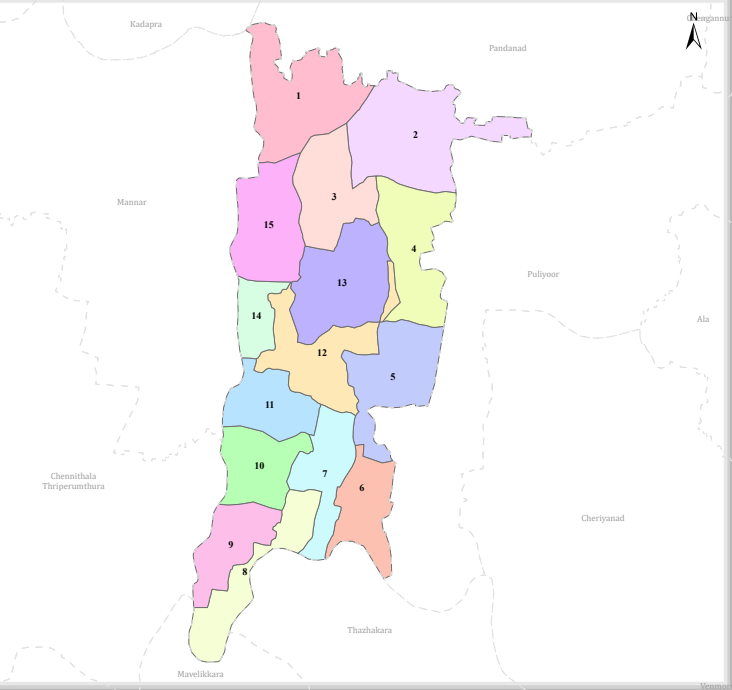 N
Kadapra
Pandanad
1
2
Mannar
3
15
4
13
Puliyoor
14
Ala
12
5
11
10
7
6
Chennithala
Thriperumthura
Cheriyanad
9
8
Thazhakara
Mavelikkara